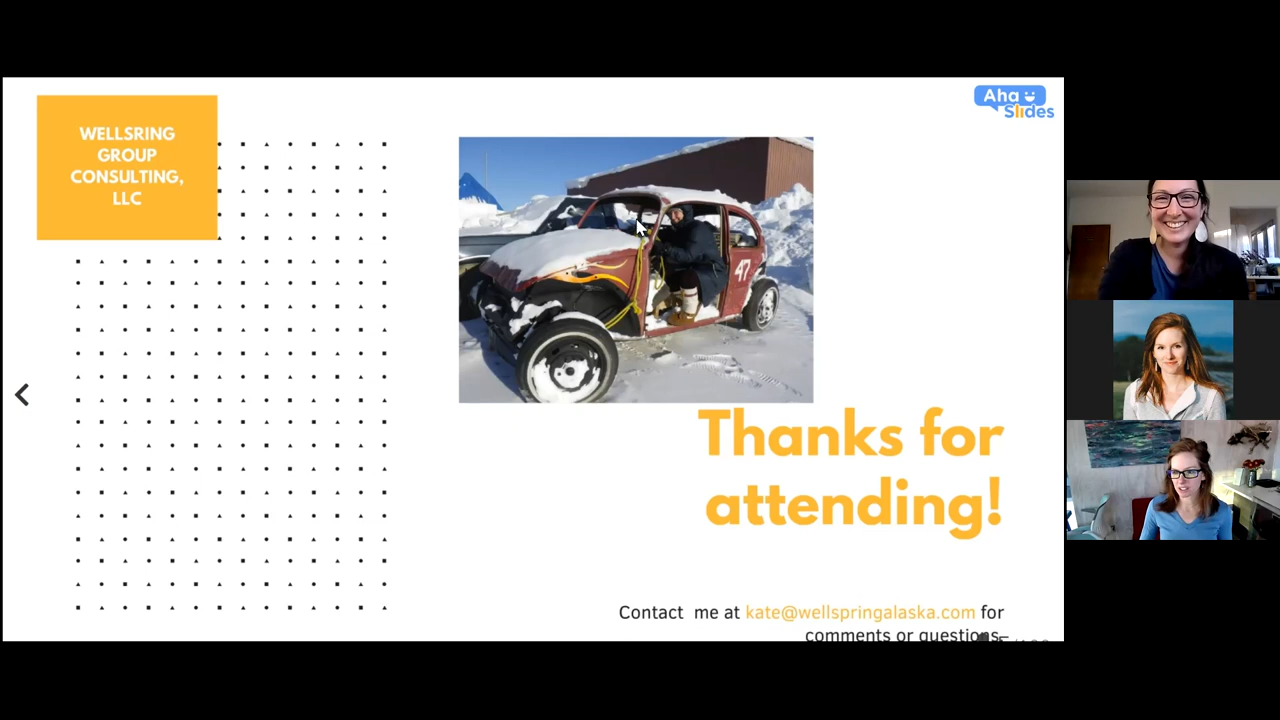 WELLSRING
GROUP
CONSULTING,
LLC
Aha
Slides
47
Thanks for
attending!
Contact me at kate@wellspringalaska.com for
comments or questions